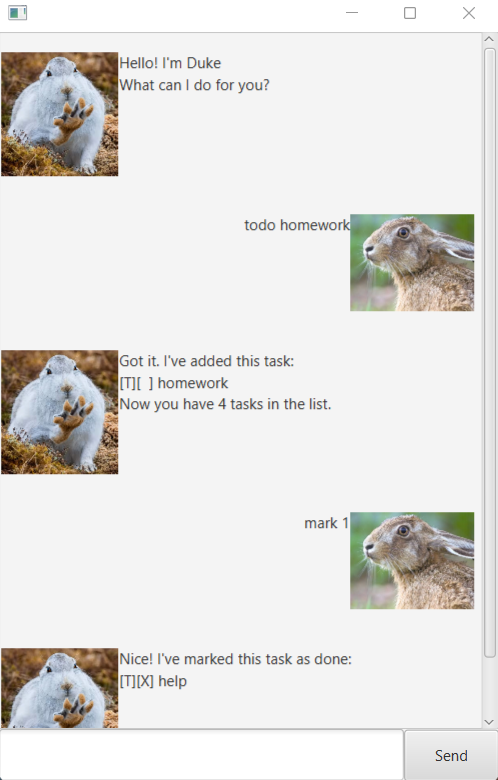 Hello! I'm Duke
What can I do for you?
todo homework
Got it. I've added this task:
[T][  ] homework
Now you have 4 tasks in the list.
mark 1
Nice! I've marked this task as done:
[T][X] help
Send